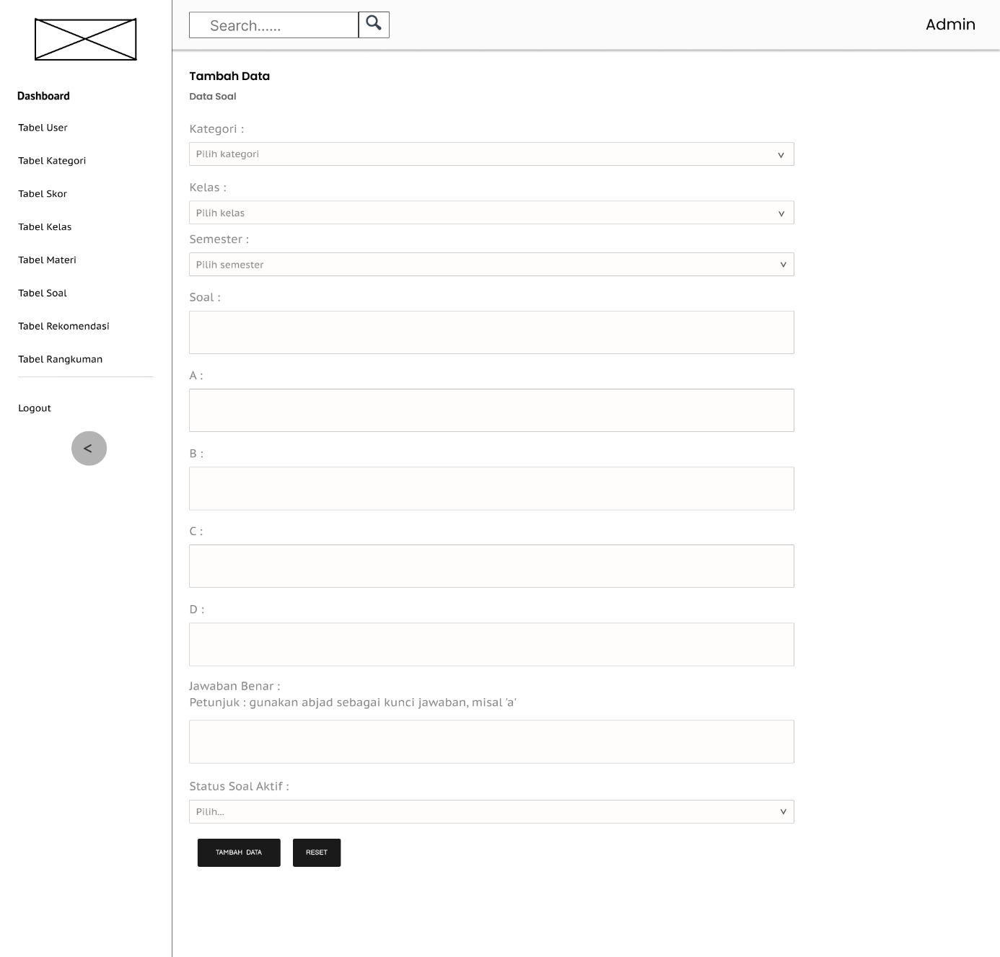 Search......
Admin
Dashboard
Tabel User
Tabel Kategori
Tabel Skor
Tabel Kelas
Tabel Materi
Tabel Soal
Tabel Rekomendasi
Tabel Rangkuman
Logout
<
Tambah Data
Data Soal
Kategori :
Pilih kategori
Kelas :
Pilih kelas
Semester :
Pilih semester
Soal :
A :
B :
C :
D :
Jawaban Benar :
Petunjuk : gunakan abjad sebagai kunci jawaban, misal 'a'
Status Soal Aktif :
Pilih...
TAMBAH DATA
RESET